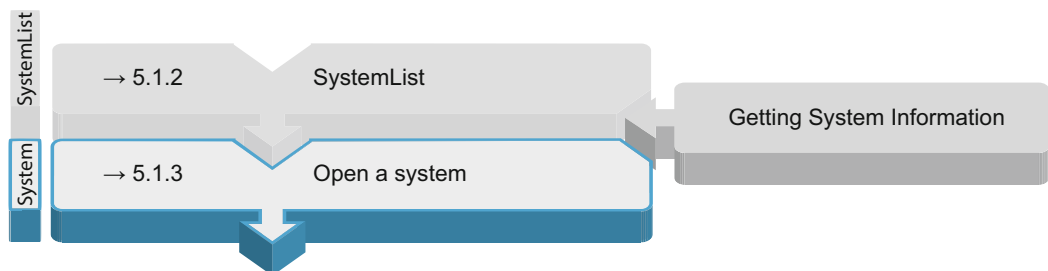 SystemList
→ 5.1.2 SystemList
Getting System Information
System
→ 5.1.3 Open a system